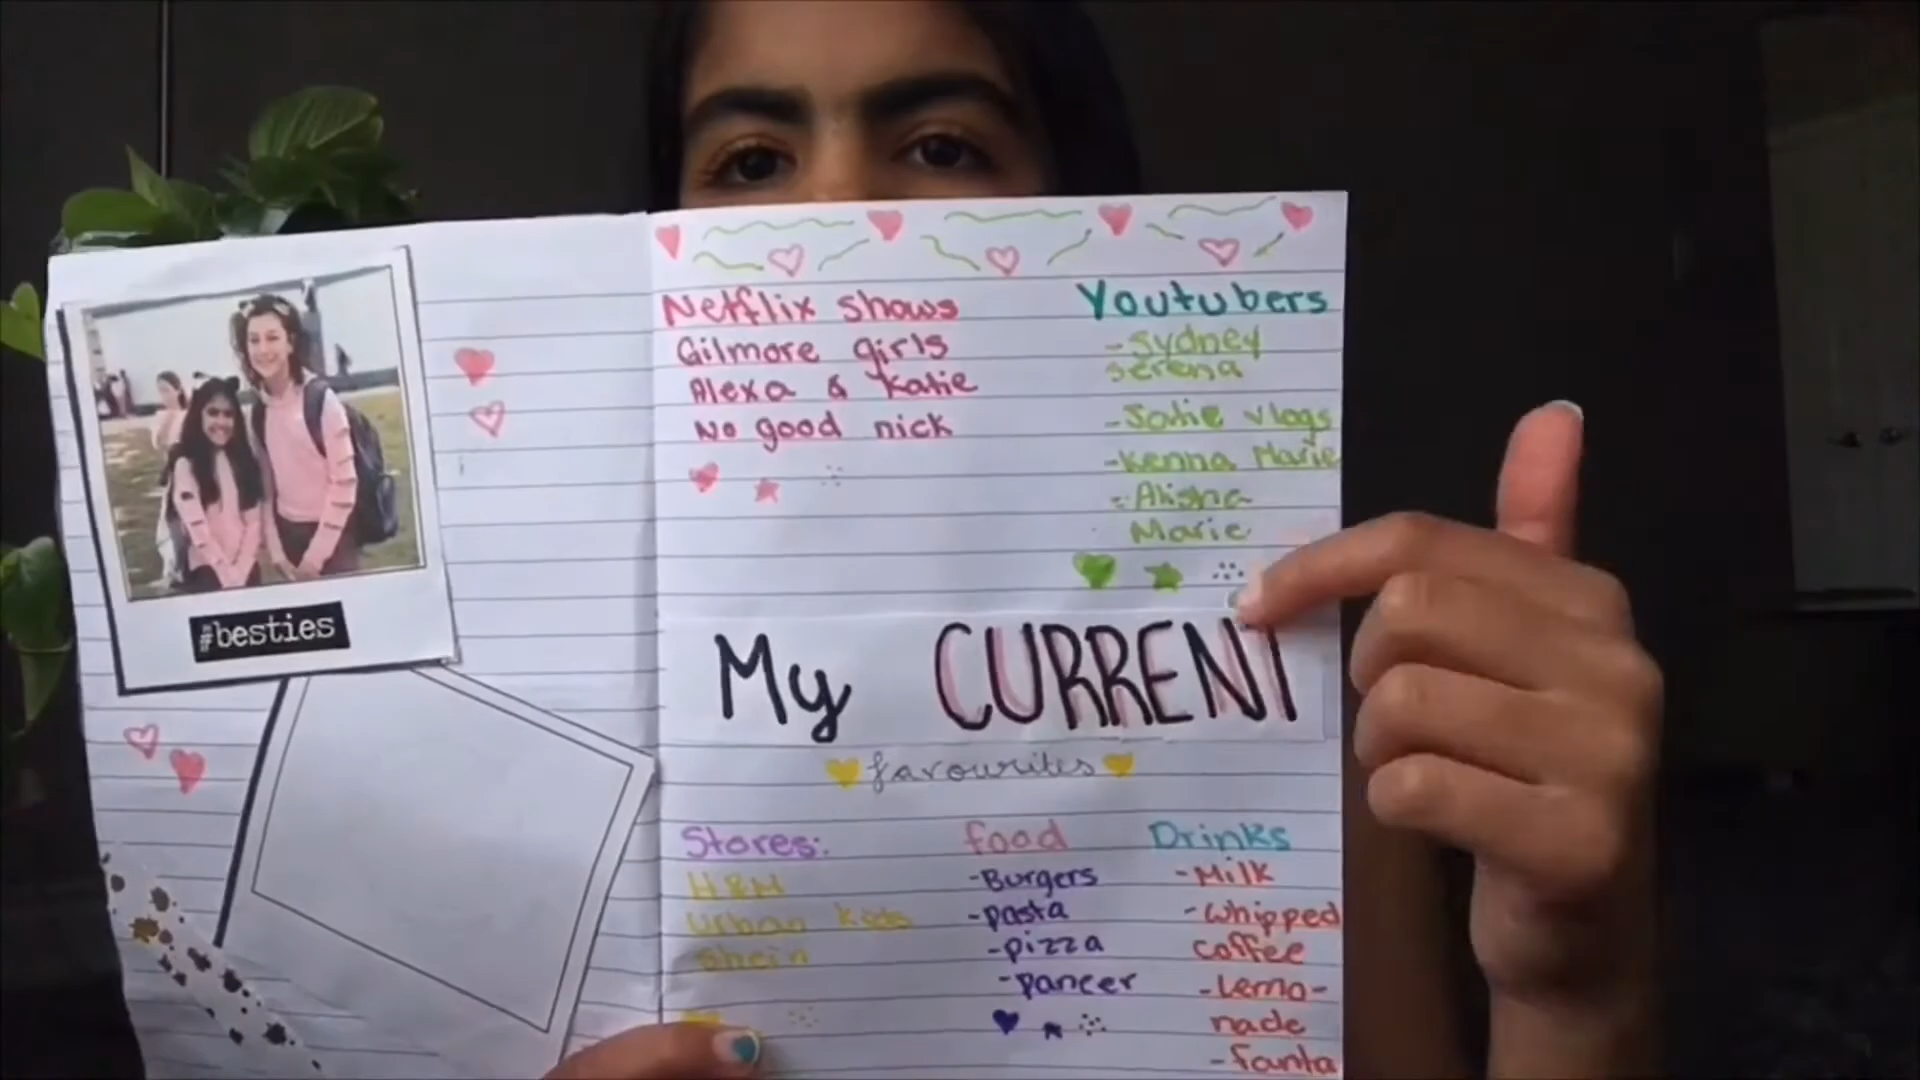 #besties
Netflix shows
Gilmore girls
Alexa & Katie
No good nick
Youtubers
-Sydney
serena
vlogs
-Kenna Marie
-Alisha
Marie
My CURRENT
favourites
Stores:
H&M
Urban kids
Shein
food
-Burgers
-pasta
-pizza
-paneer
Drinks
-Milk
-whipped
coffee
-Lemo-
nade
-fanta